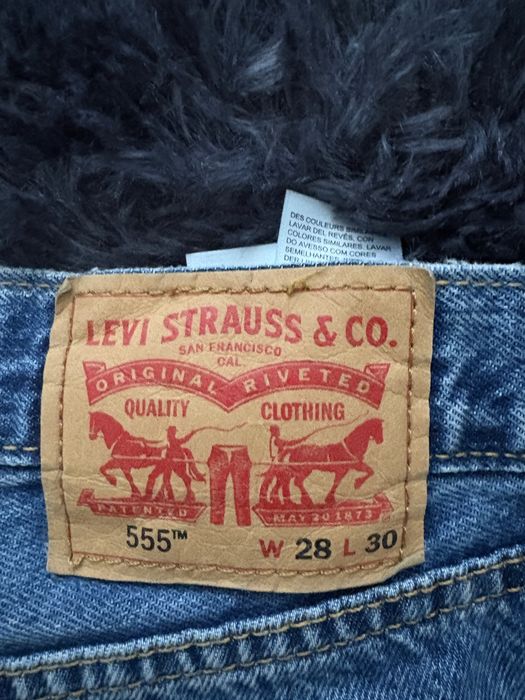 DES COULEURS SIMIL
LAVAR DEL REVÉS, CON
COLORES SIMILARES. LAVAR
DO AVESSO COM CORES
SEMELHANTES.
LEVI STRAUSS & CO.
SAN FRANCISCO
CAL.
ORIGINAL RIVETED
QUALITY CLOTHING
PATENTED MAY 20 1873
555™ W 28 L 30